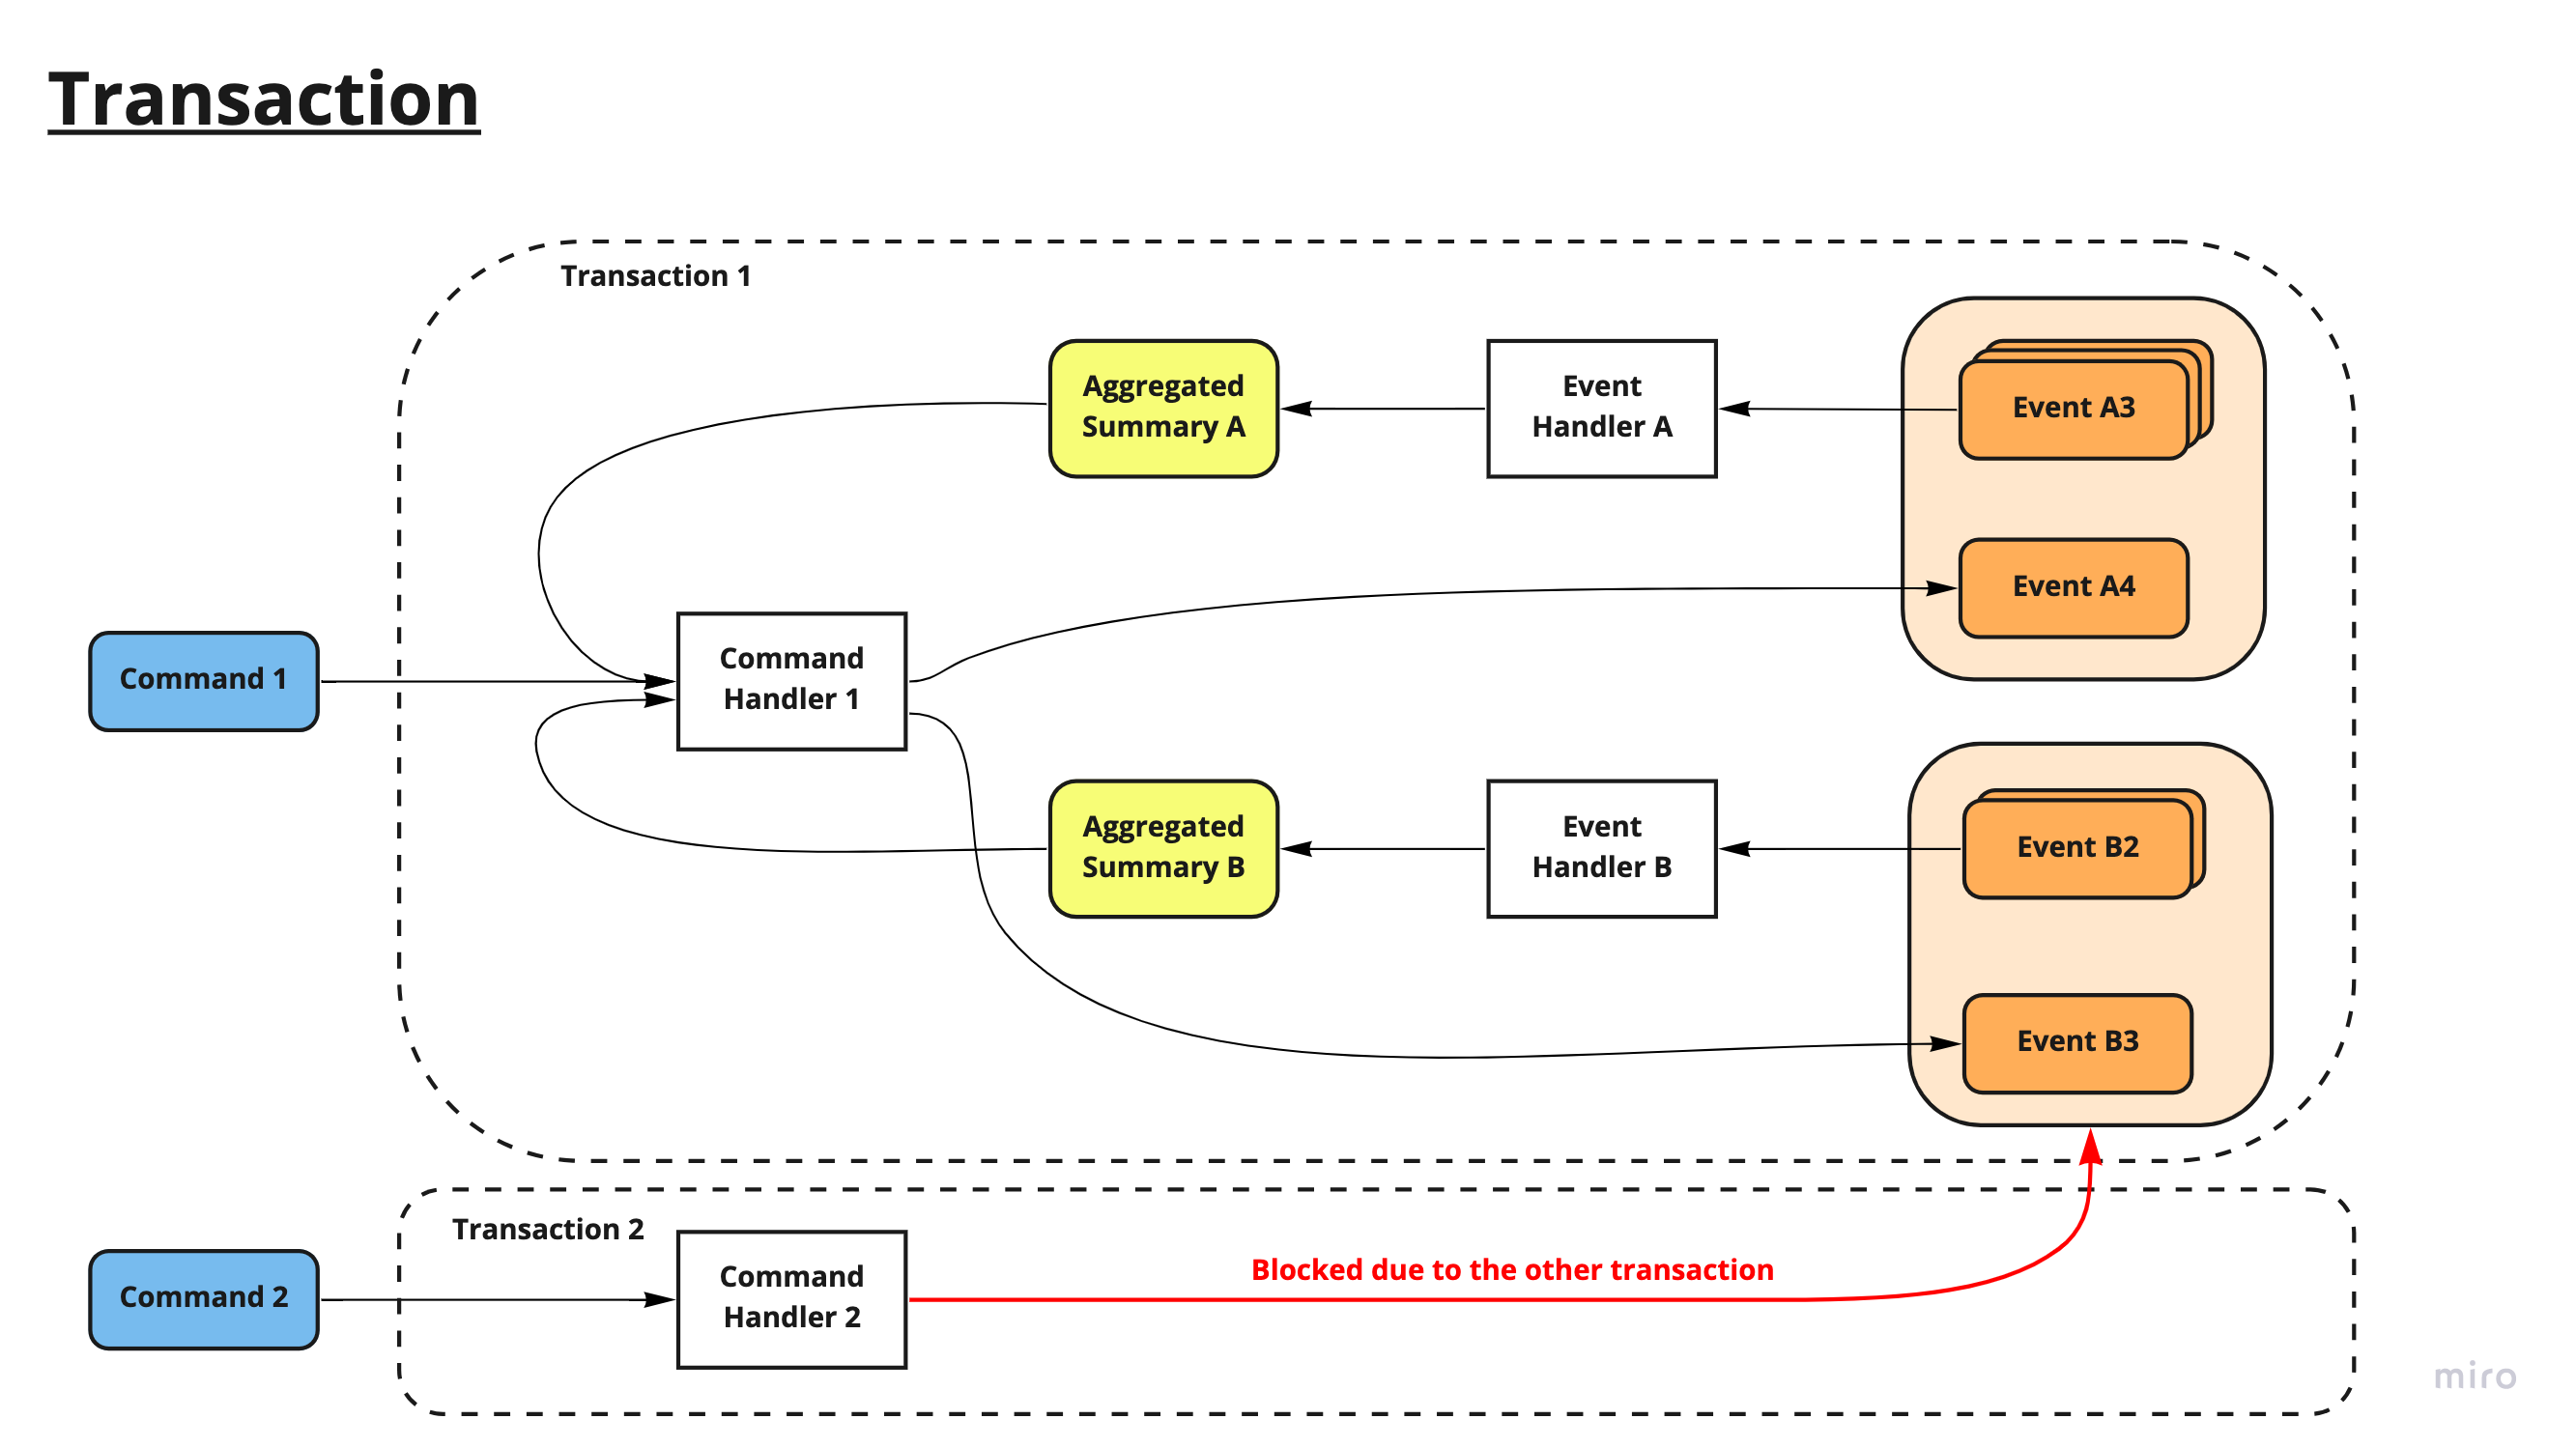 Transaction
Transaction 1
Aggregated
Summary A
Event
Handler A
Event A3
Event A4
Command 1
Command
Handler 1
Aggregated
Summary B
Event
Handler B
Event B2
Event B3
Transaction 2
Command 2
Command
Handler 2
Blocked due to the other transaction
miro